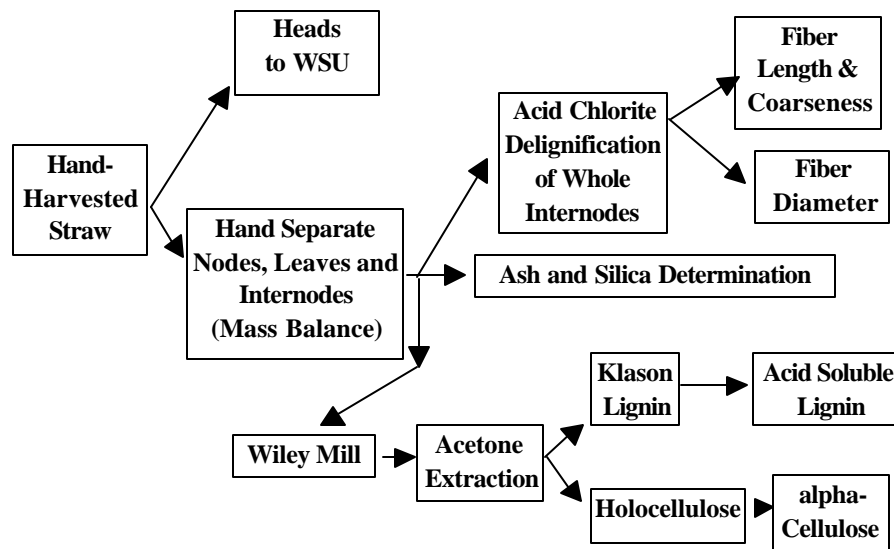 Heads
to WSU
Fiber
Length &
Coarseness
Acid Chlorite
Delignification
of Whole
Internodes
Hand-
Harvested
Straw
Fiber
Diameter
Hand Separate
Nodes, Leaves and
Internodes
(Mass Balance)
Ash and Silica Determination
Klason
Lignin
Acid Soluble
Lignin
Wiley Mill
Acetone
Extraction
Holocellulose
alpha-
Cellulose